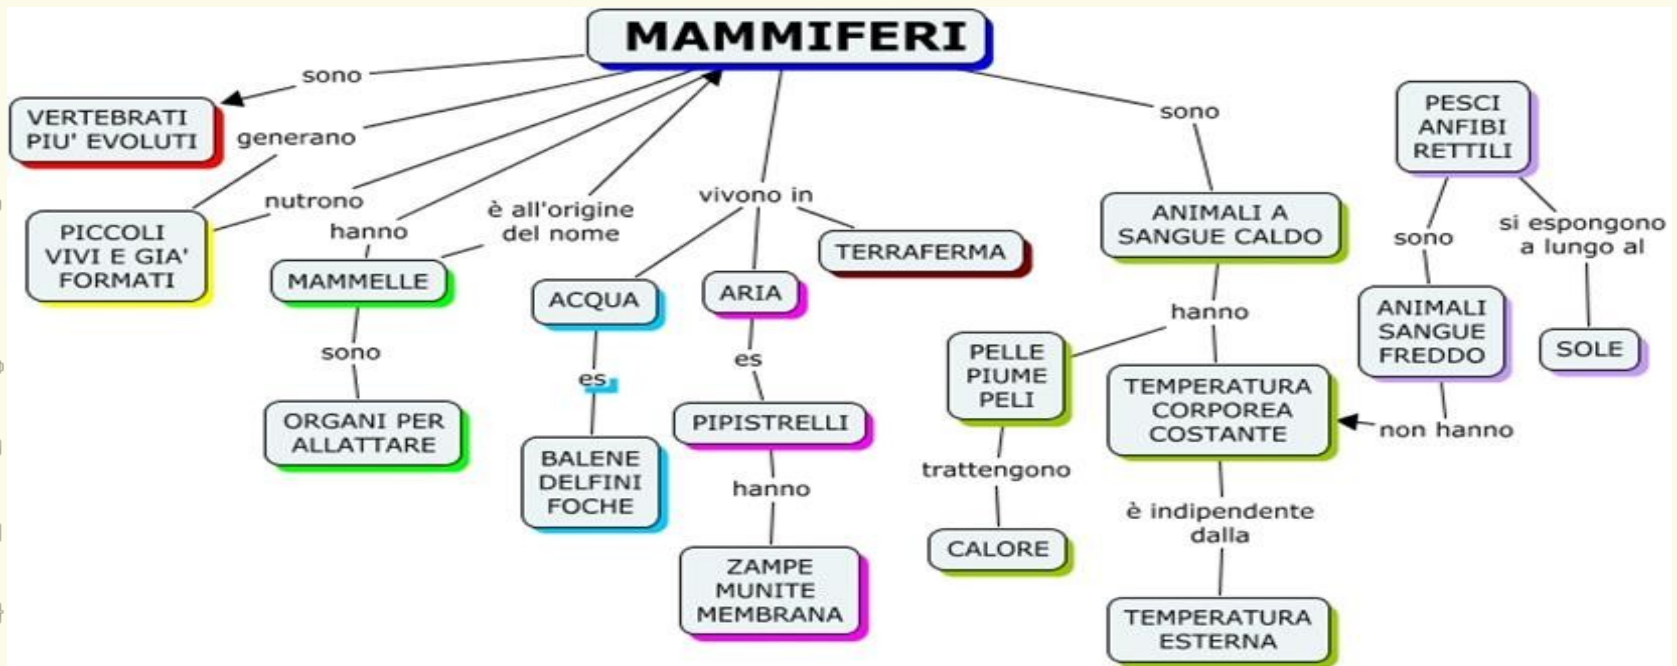 MAMMIFERI
sono
VERTEBRATI
PIU' EVOLUTI
generano
nutrono
PICCOLI
VIVI E GIA'
FORMATI
hanno
MAMMELLE
è all'origine
del nome
sono
ORGANI PER
ALLATTARE
vivono in
ACQUA
es
BALENE
DELFINI
FOCHE
ARIA
es
PIPISTRELLI
hanno
ZAMPE
MUNITE
MEMBRANA
TERRAFERMA
sono
ANIMALI A
SANGUE CALDO
hanno
PELLE
PIUME
PELI
trattengono
CALORE
TEMPERATURA
CORPOREA
COSTANTE
è indipendente
dalla
TEMPERATURA
ESTERNA
PESCI
ANFIBI
RETTILI
sono
ANIMALI
SANGUE
FREDDO
non hanno
si espongono
a lungo al
SOLE